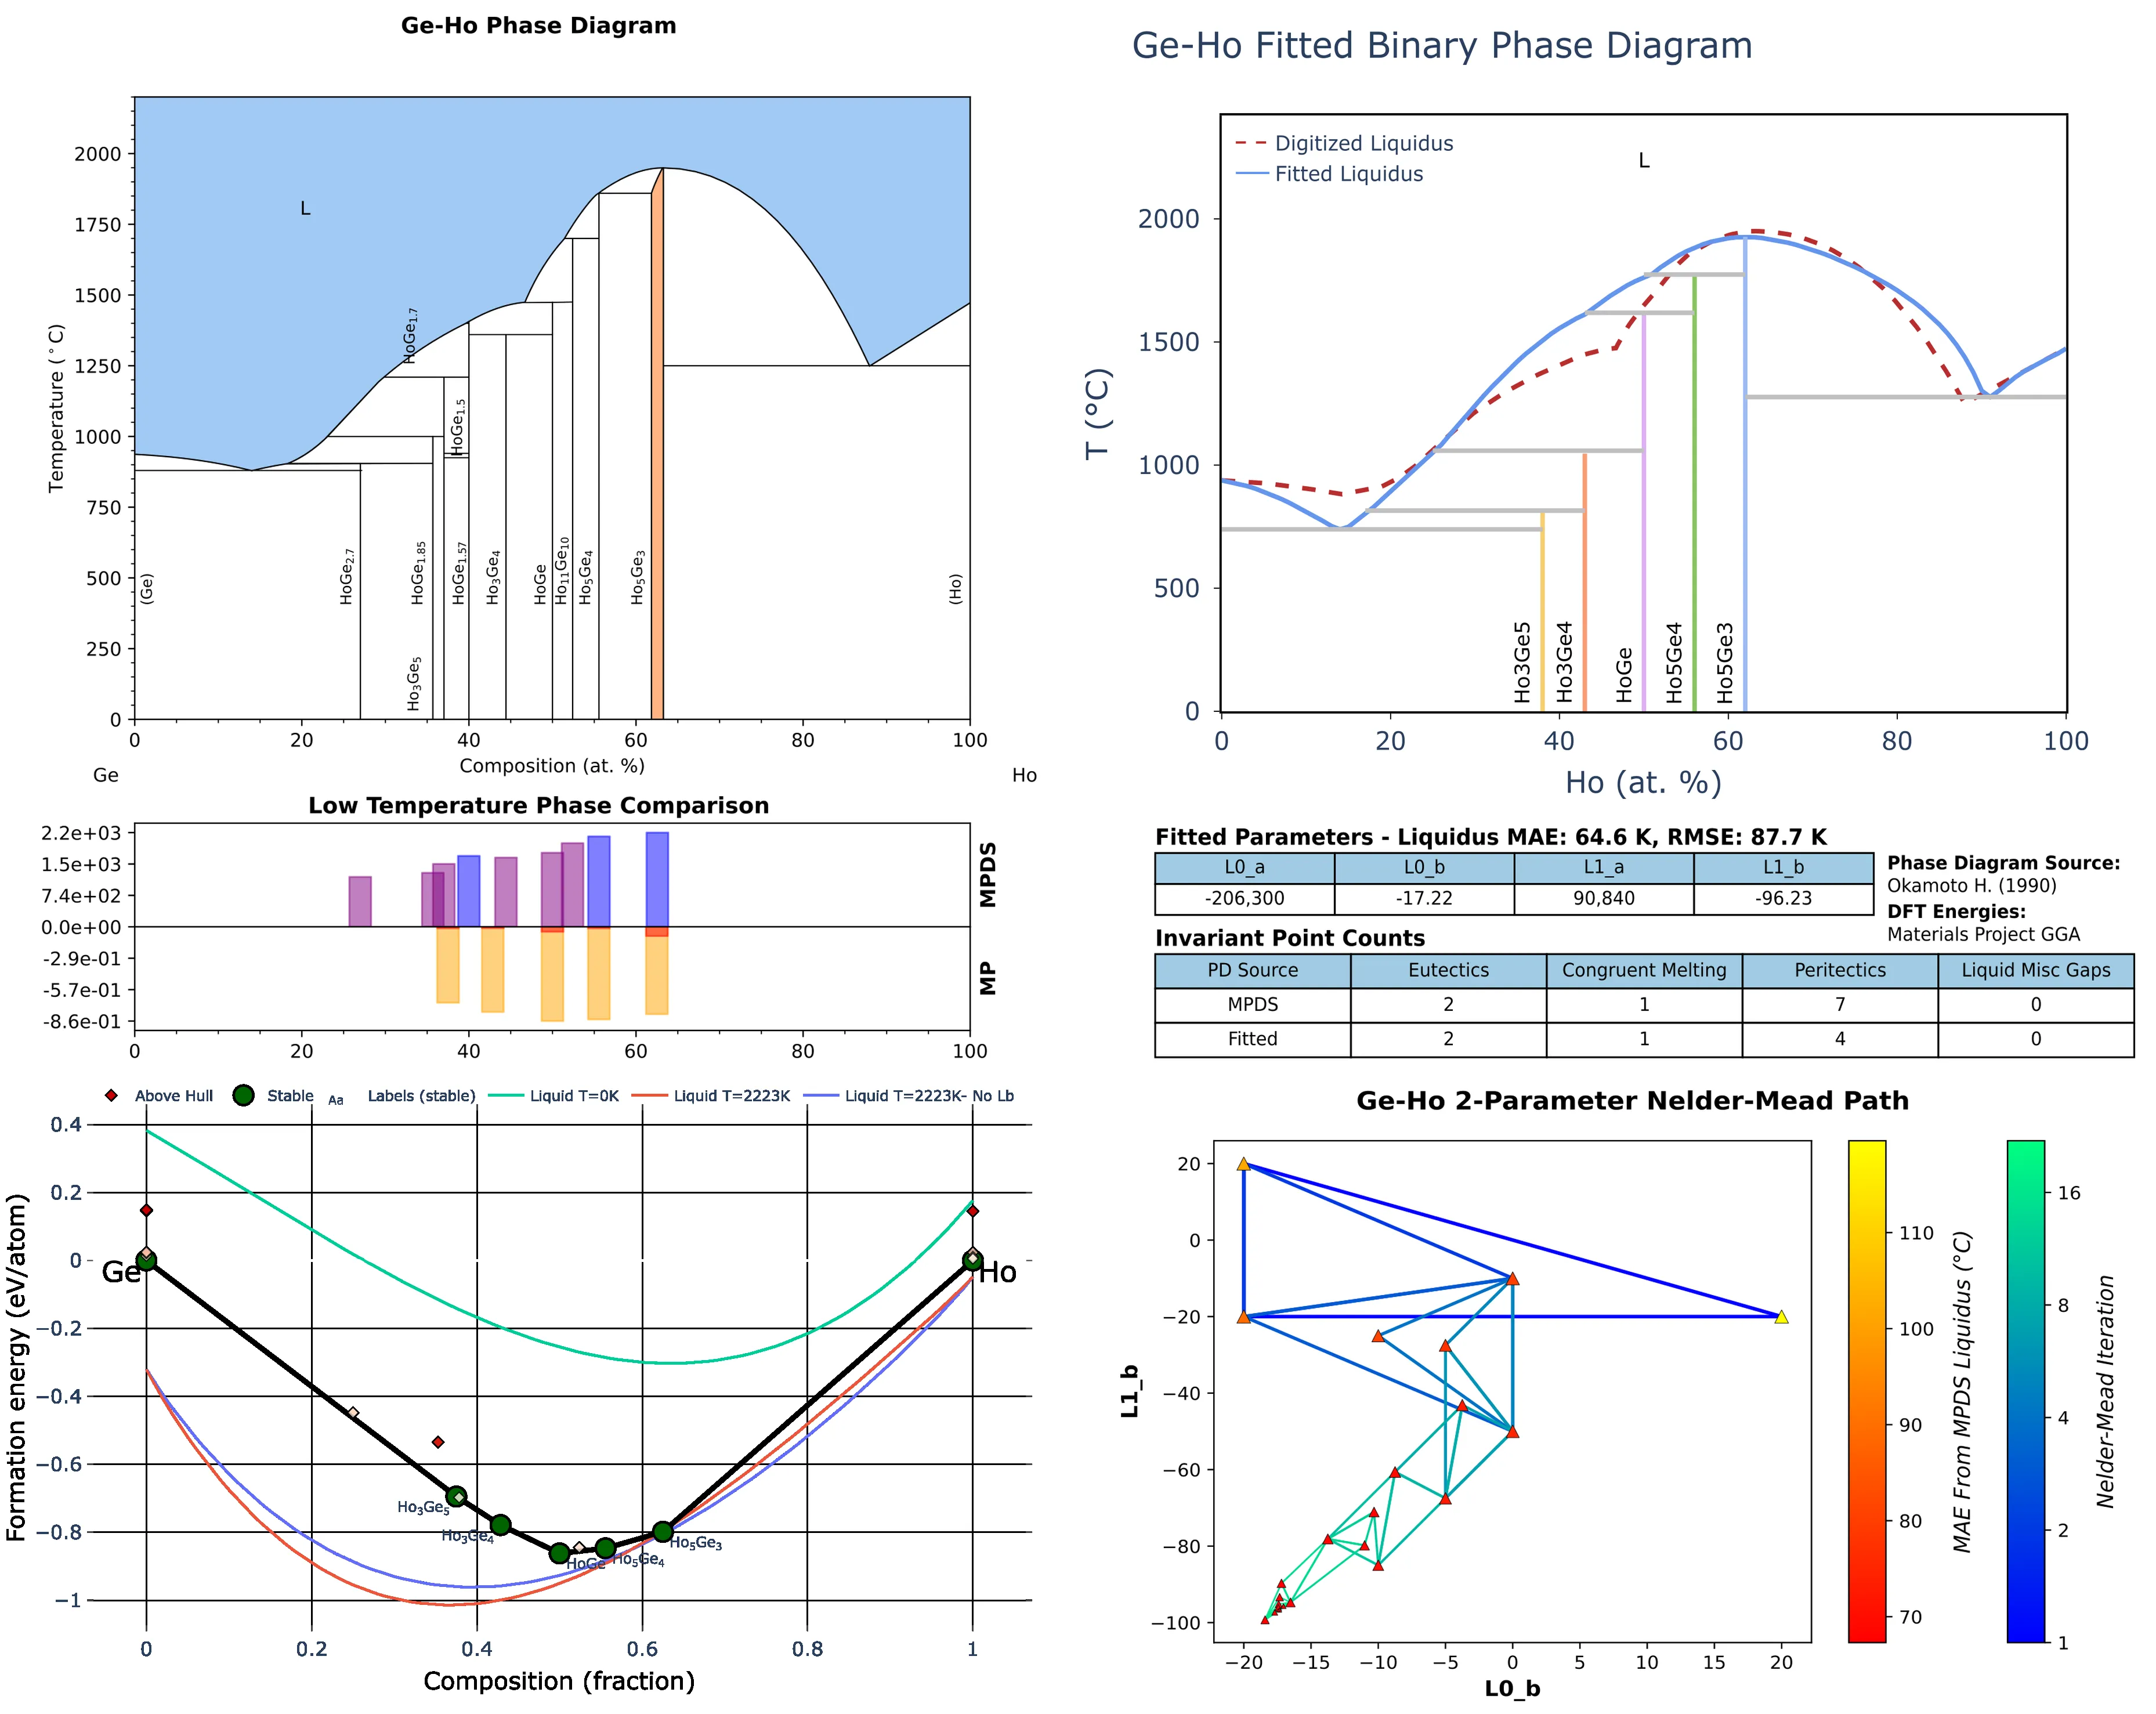 Ge-Ho Phase Diagram
Temperature (°C)
2000
1750
1500
1250
1000
750
500
250
0
L
HoGe1.7
HoGe1.5
(Ge)
HoGe2.7
HoGe1.85
Ho3Ge5
HoGe1.57
Ho3Ge4
HoGe
Ho11Ge10
Ho5Ge4
Ho5Ge3
(Ho)
0 20 40 60 80 100
Composition (at. %)
Ge Ho
Ge-Ho Fitted Binary Phase Diagram
Digitized Liquidus
Fitted Liquidus
L
T (°C)
2000
1500
1000
500
0
Ho3Ge5
Ho3Ge4
HoGe
Ho5Ge4
Ho5Ge3
0 20 40 60 80 100
Ho (at. %)
Low Temperature Phase Comparison
2.2e+03
1.5e+03
7.4e+02
0.0e+00
-2.9e-01
-5.7e-01
-8.6e-01
MPDS
MP
0 20 40 60 80 100
Fitted Parameters - Liquidus MAE: 64.6 K, RMSE: 87.7 K
L0_a L0_b L1_a L1_b
-206,300 -17.22 90,840 -96.23
Phase Diagram Source:
Okamoto H. (1990)
DFT Energies:
Materials Project GGA
Invariant Point Counts
PD Source Eutectics Congruent Melting Peritectics Liquid Misc Gaps
MPDS 2 1 7 0
Fitted 2 1 4 0
Above Hull Stable Aa Labels (stable) Liquid T=0K Liquid T=2223K Liquid T=2223K- No Lb
Formation energy (eV/atom)
0.4
0.2
0
−0.2
−0.4
−0.6
−0.8
−1
Ge
Ho
Ho3Ge5
Ho3Ge4
HoGe
Ho5Ge4
Ho5Ge3
0 0.2 0.4 0.6 0.8 1
Composition (fraction)
Ge-Ho 2-Parameter Nelder-Mead Path
L1_b
20
0
−20
−40
−60
−80
−100
−20 −15 −10 −5 0 5 10 15 20
L0_b
110
100
90
80
70
MAE From MPDS Liquidus (°C)
16
8
4
2
1
Nelder-Mead Iteration